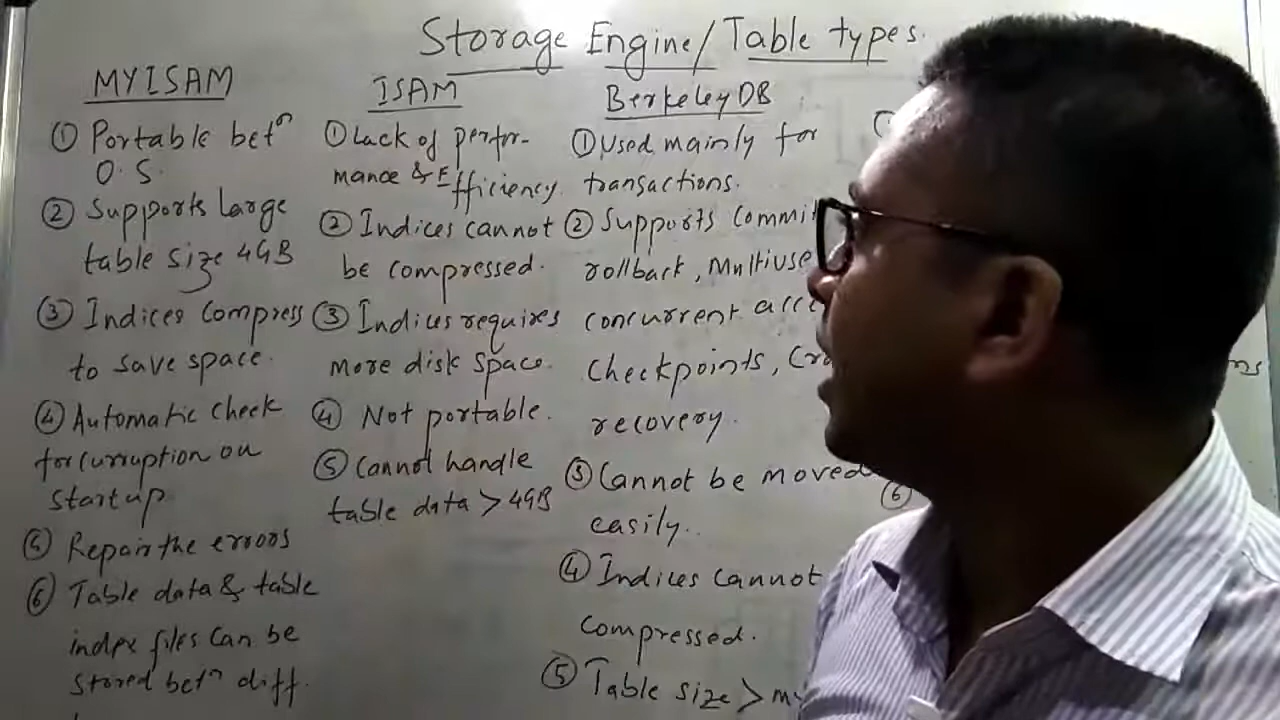 Storage Engine/Table types.
MYISAM
① Portable betⁿ
O.S.
② Supports large
table size 4GB
③ Indices Compress
to save space.
④ Automatic check
for curruption on
startup
⑤ Repair the errors
⑥ Table data & table
index files can be
stored betⁿ diff.
ISAM
① Lack of perfor-
mance & Efficiency.
② Indices cannot
be compressed.
③ Indices requires
more disk space.
④ Not portable.
⑤ Cannot handle
table data > 4GB
Berkeley DB
① Used mainly for
transactions.
② Supports Commit
rollback, Multiuse
concurrent acce
checkpoints, Cra
recovery.
③ Cannot be moved
easily.
④ Indices cannot
compressed.
⑤ Table size > my
⑥
ns